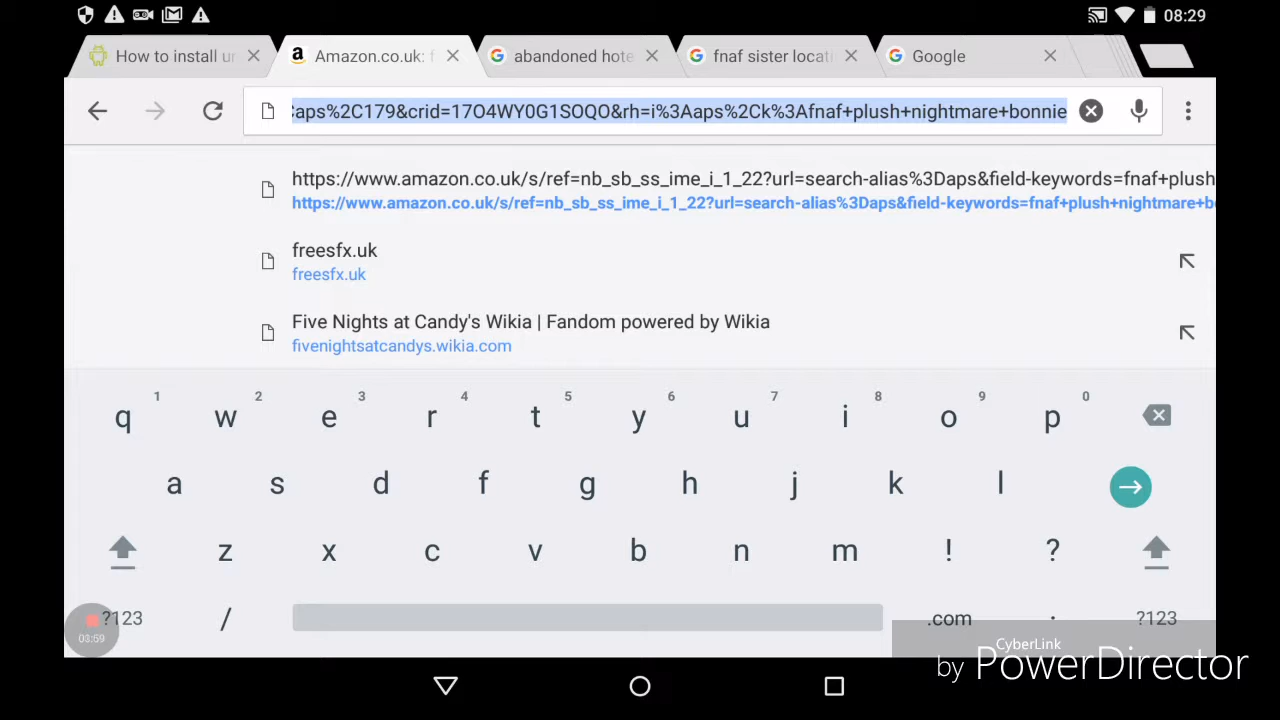 08:29
How to install ur
Amazon.co.uk: f
abandoned hote
fnaf sister locati
Google
aps%2C179&crid=17O4WY0G1SOQO&rh=i%3Aaps%2Ck%3Afnaf+plush+nightmare+bonnie
https://www.amazon.co.uk/s/ref=nb_sb_ss_ime_i_1_22?url=search-alias%3Daps&field-keywords=fnaf+plush
https://www.amazon.co.uk/s/ref=nb_sb_ss_ime_i_1_22?url=search-alias%3Daps&field-keywords=fnaf+plush+nightmare+b
freesfx.uk
freesfx.uk
Five Nights at Candy's Wikia | Fandom powered by Wikia
fivenightsatcandys.wikia.com
1 2 3 4 5 6 7 8 9 0
q w e r t y u i o p
a s d f g h j k l
z x c v b n m ! ?
?123 / .com . ?123
03:59
CyberLink
by PowerDirector